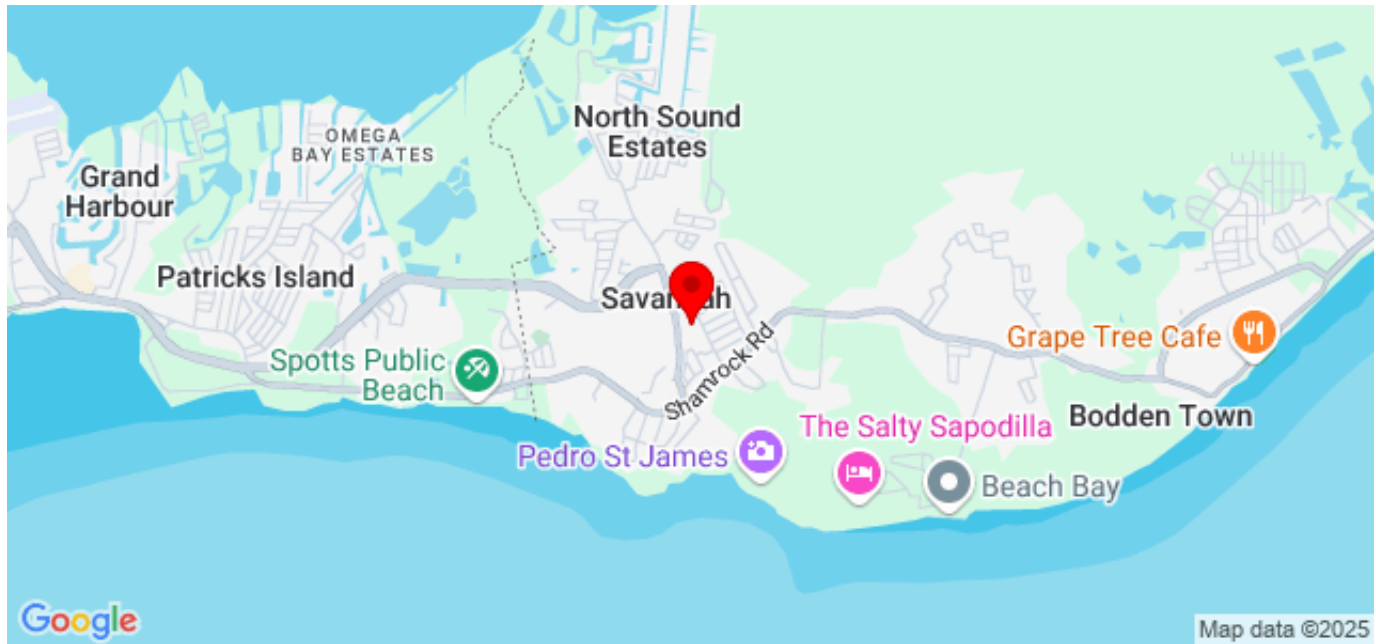 North Sound
Estates
OMEGA
BAY ESTATES
Grand
Harbour
Patricks Island
Savannah
Shamrock Rd
Spotts Public
Beach
Grape Tree Cafe
Bodden Town
The Salty Sapodilla
Pedro St James
Beach Bay
Google
Map data ©2025